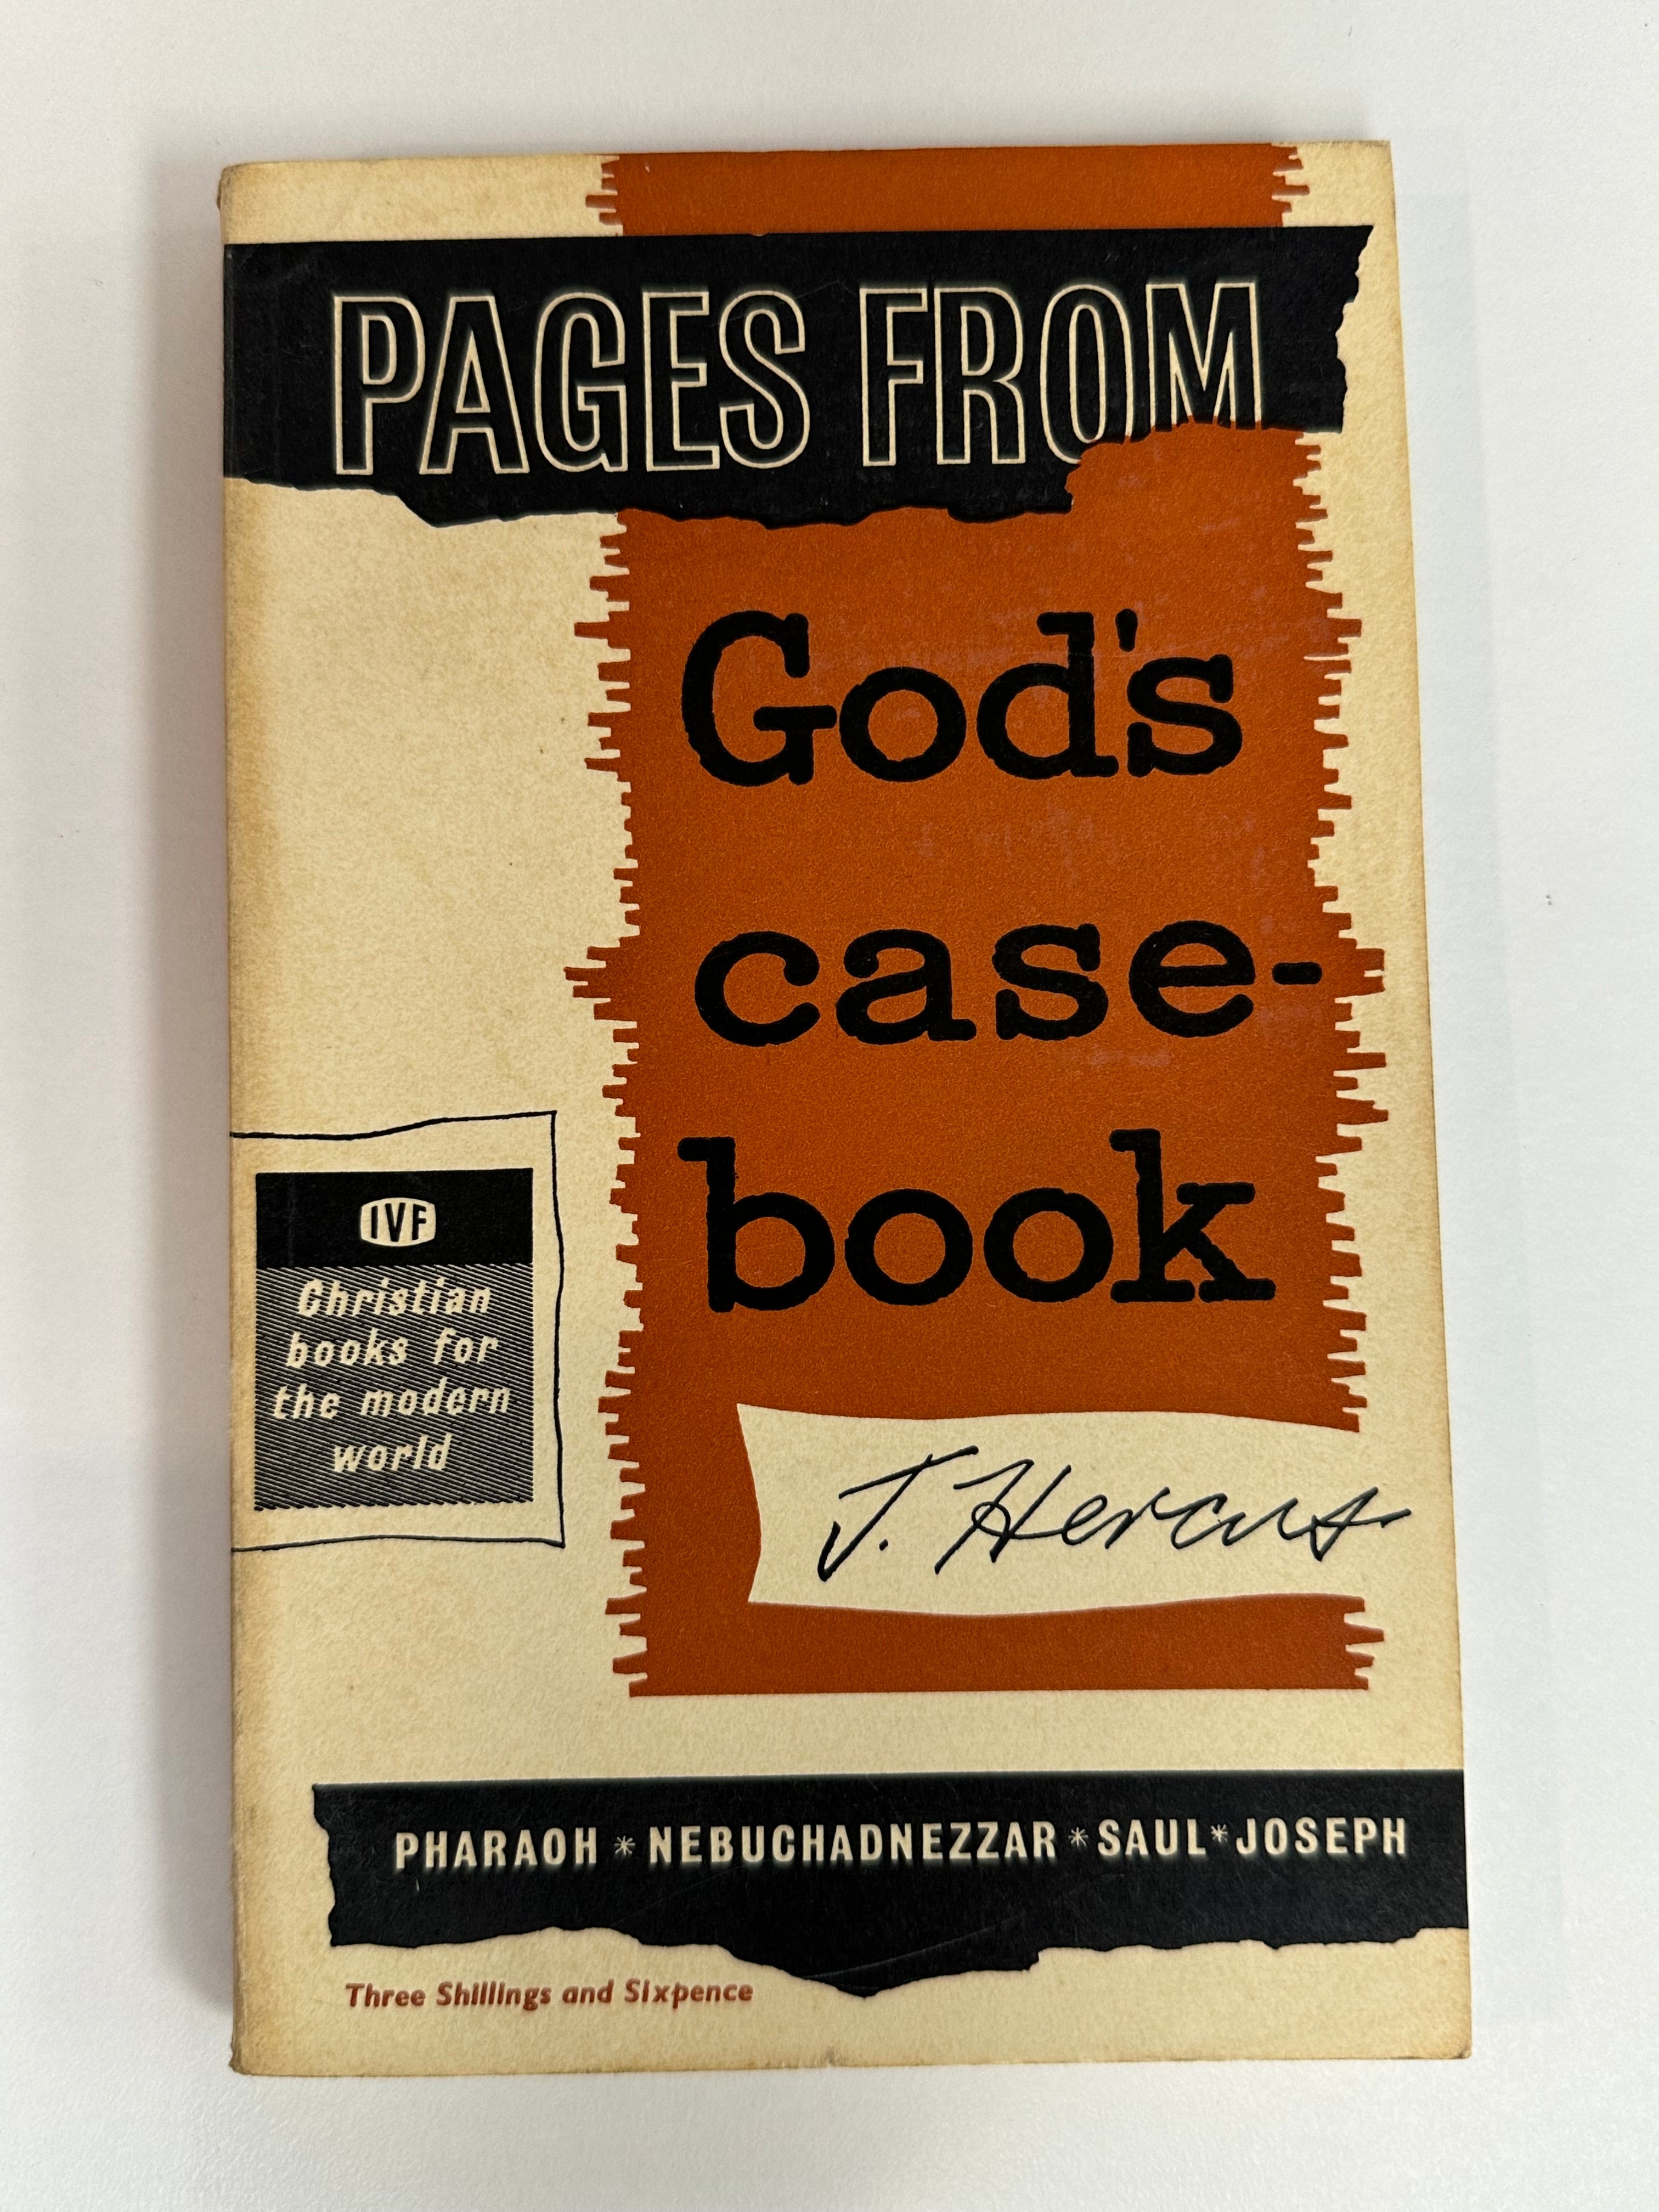 PAGES FROM
God's
case-
book
IVF
Christian
books for
the modern
world
J. Hercus
PHARAOH * NEBUCHADNEZZAR * SAUL * JOSEPH
Three Shillings and Sixpence